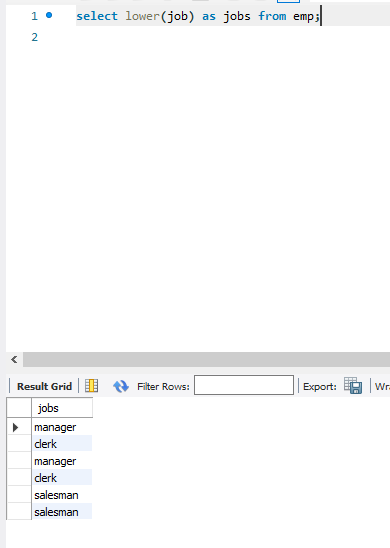 1 select lower(job) as jobs from emp;
2
Result Grid Filter Rows: Export: Wra
jobs
manager
clerk
manager
clerk
salesman
salesman